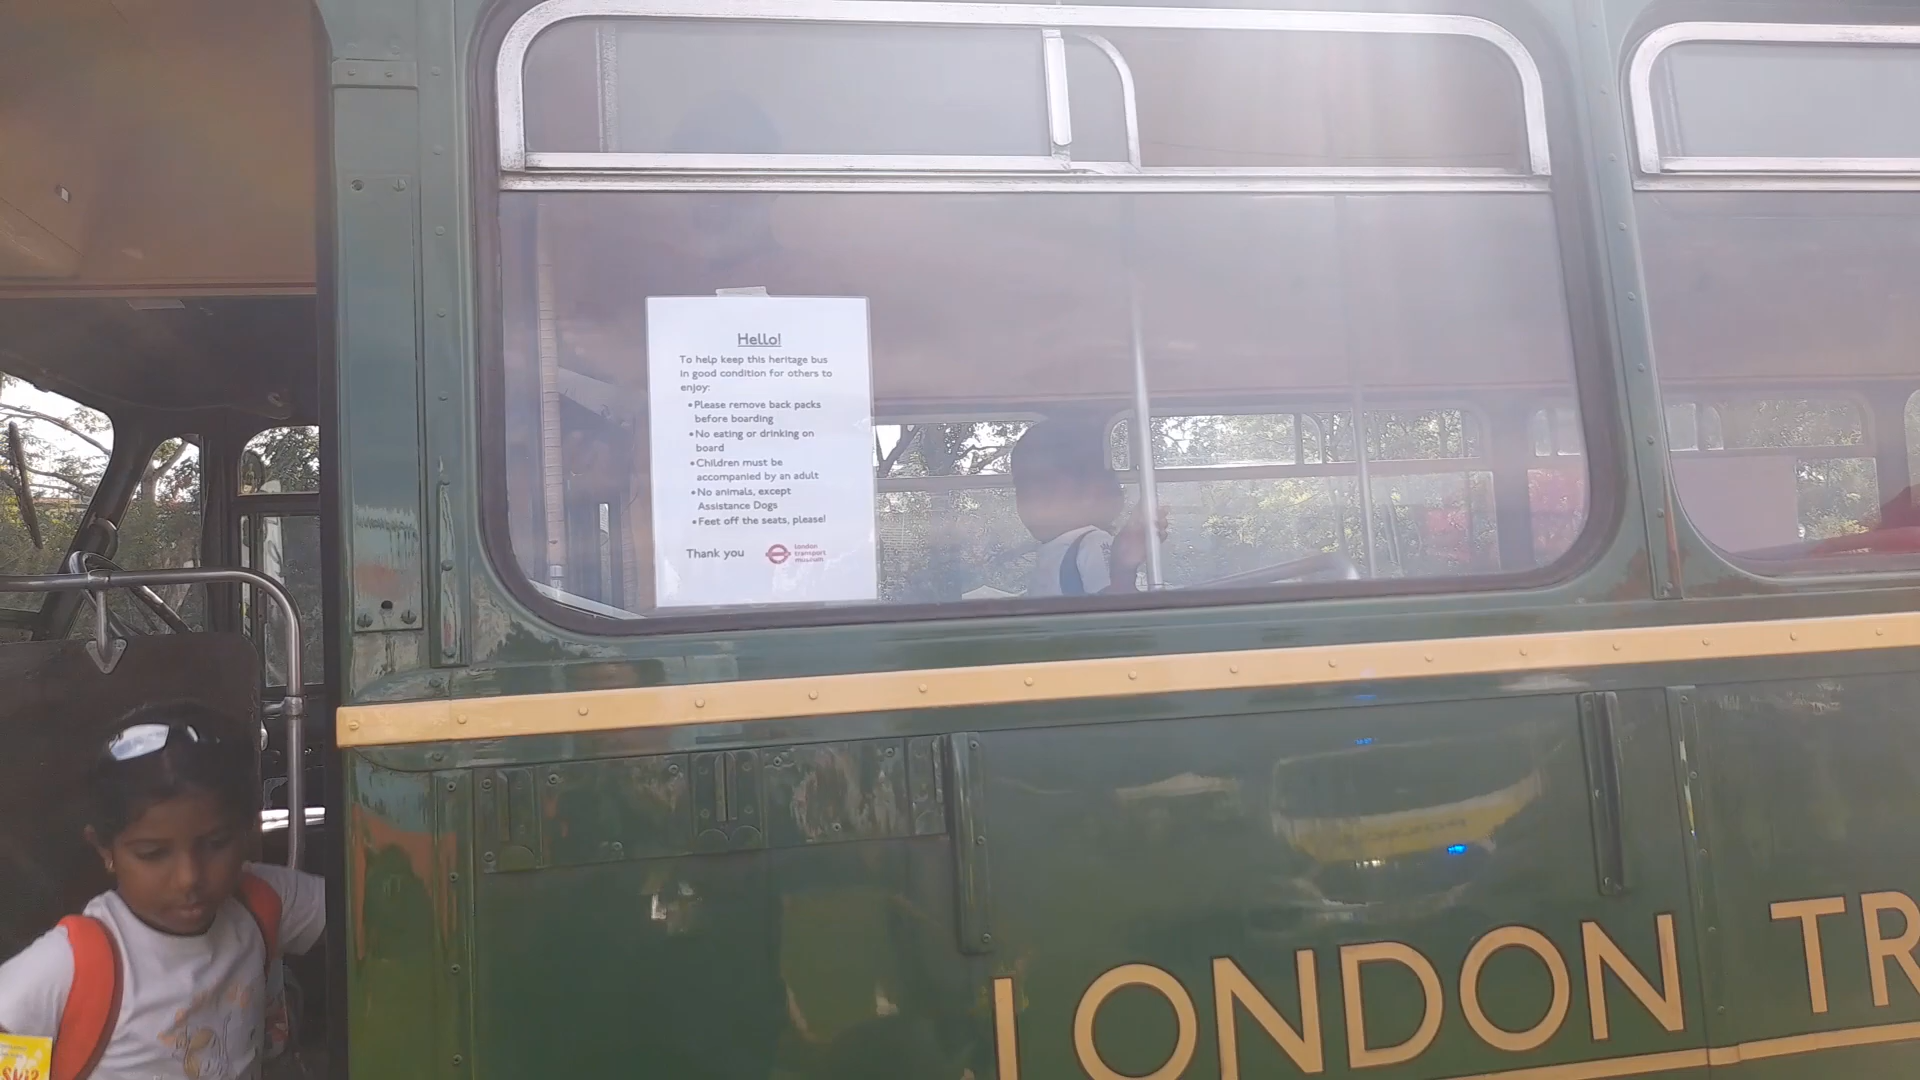 Hello!
To help keep this heritage bus
in good condition for others to
enjoy:
•Please remove back packs
before boarding
•No eating or drinking on
board
•Children must be
accompanied by an adult
•No animals, except
Assistance Dogs
•Feet off the seats, please!
Thank you
london
transport
museum
LONDON TR